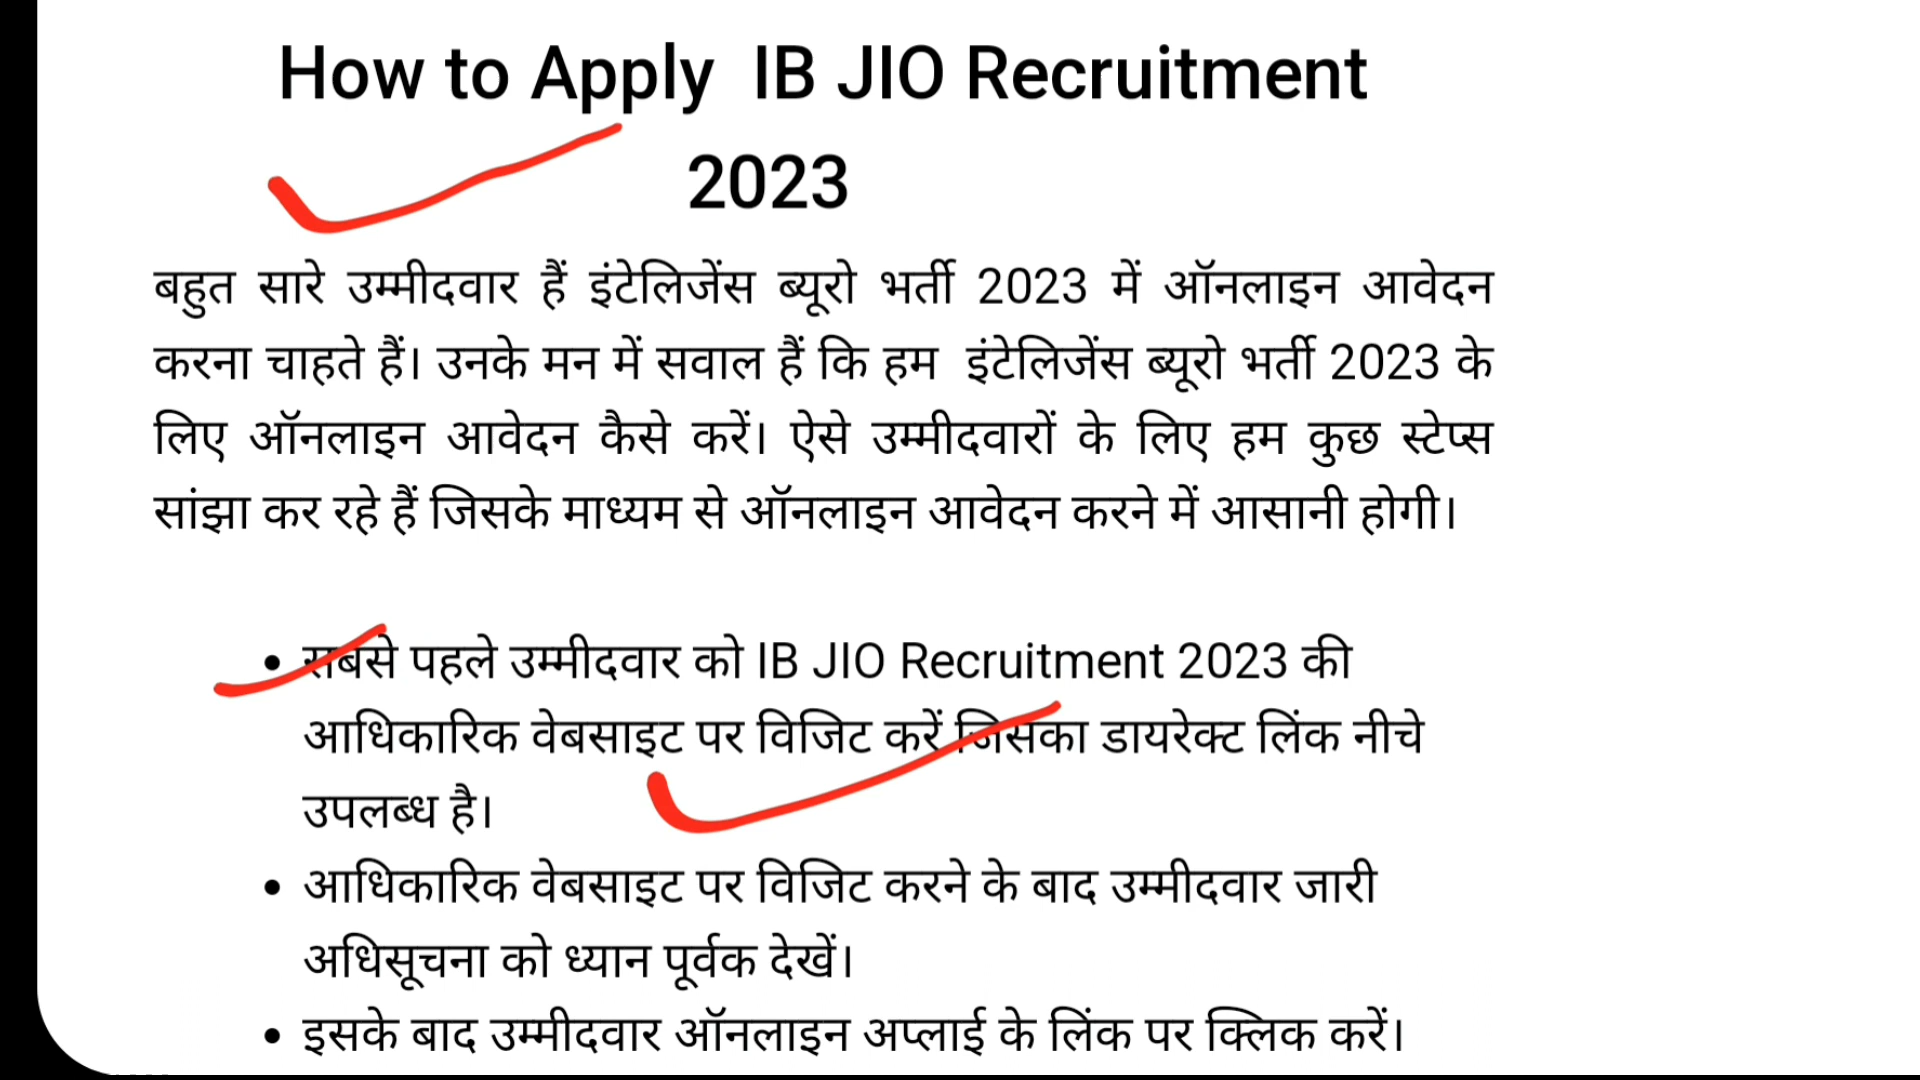 How to Apply IB JIO Recruitment
2023
बहुत सारे उम्मीदवार हैं इंटेलिजेंस ब्यूरो भर्ती 2023 में ऑनलाइन आवेदन
करना चाहते हैं। उनके मन में सवाल हैं कि हम इंटेलिजेंस ब्यूरो भर्ती 2023 के
लिए ऑनलाइन आवेदन कैसे करें। ऐसे उम्मीदवारों के लिए हम कुछ स्टेप्स
सांझा कर रहे हैं जिसके माध्यम से ऑनलाइन आवेदन करने में आसानी होगी।
• सबसे पहले उम्मीदवार को IB JIO Recruitment 2023 की
आधिकारिक वेबसाइट पर विजिट करें जिसका डायरेक्ट लिंक नीचे
उपलब्ध है।
• आधिकारिक वेबसाइट पर विजिट करने के बाद उम्मीदवार जारी
अधिसूचना को ध्यान पूर्वक देखें।
• इसके बाद उम्मीदवार ऑनलाइन अप्लाई के लिंक पर क्लिक करें।